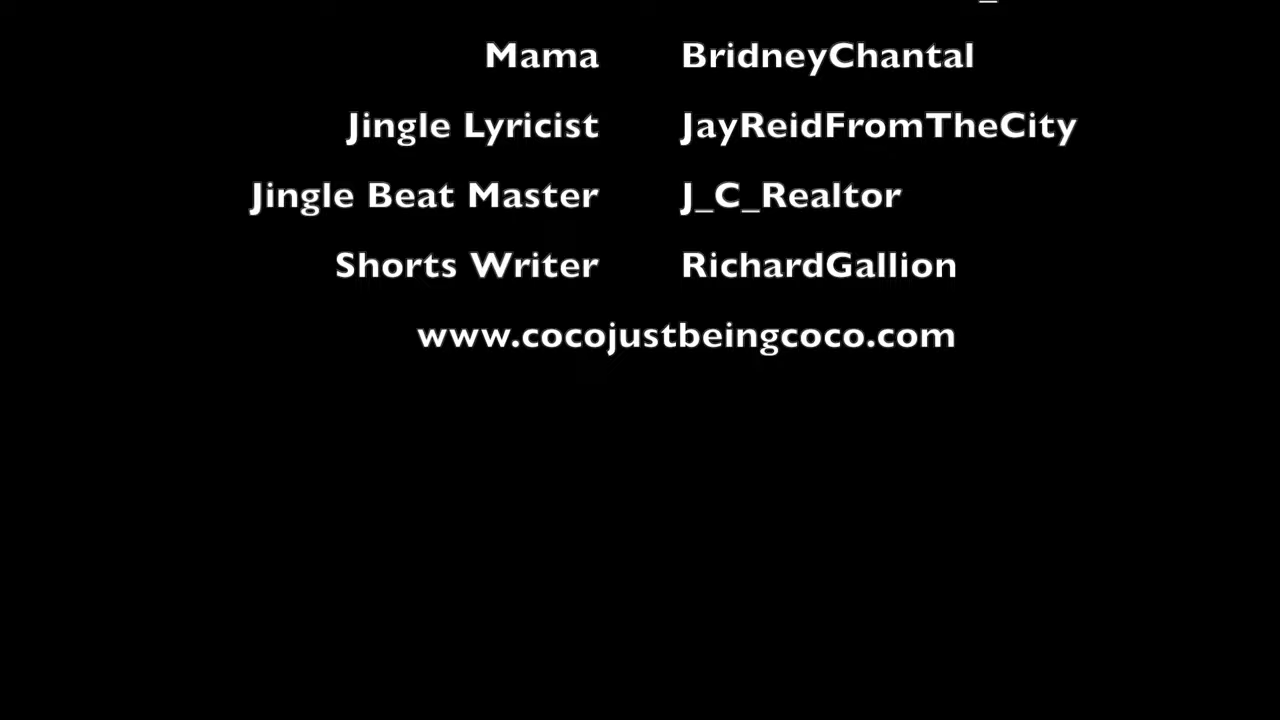 Mama BridneyChantal
Jingle Lyricist JayReidFromTheCity
Jingle Beat Master J_C_Realtor
Shorts Writer RichardGallion
www.cocojustbeingcoco.com